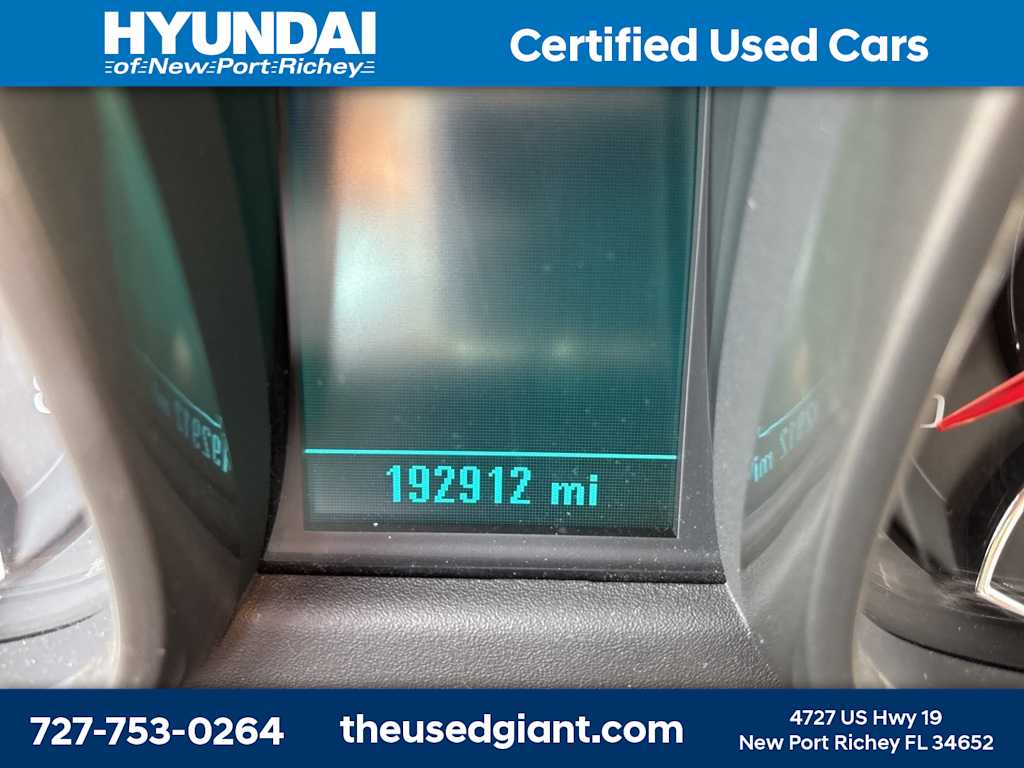 HYUNDAI
of New Port Richey
Certified Used Cars
192912 mi
727-753-0264
theusedgiant.com
4727 US Hwy 19
New Port Richey FL 34652